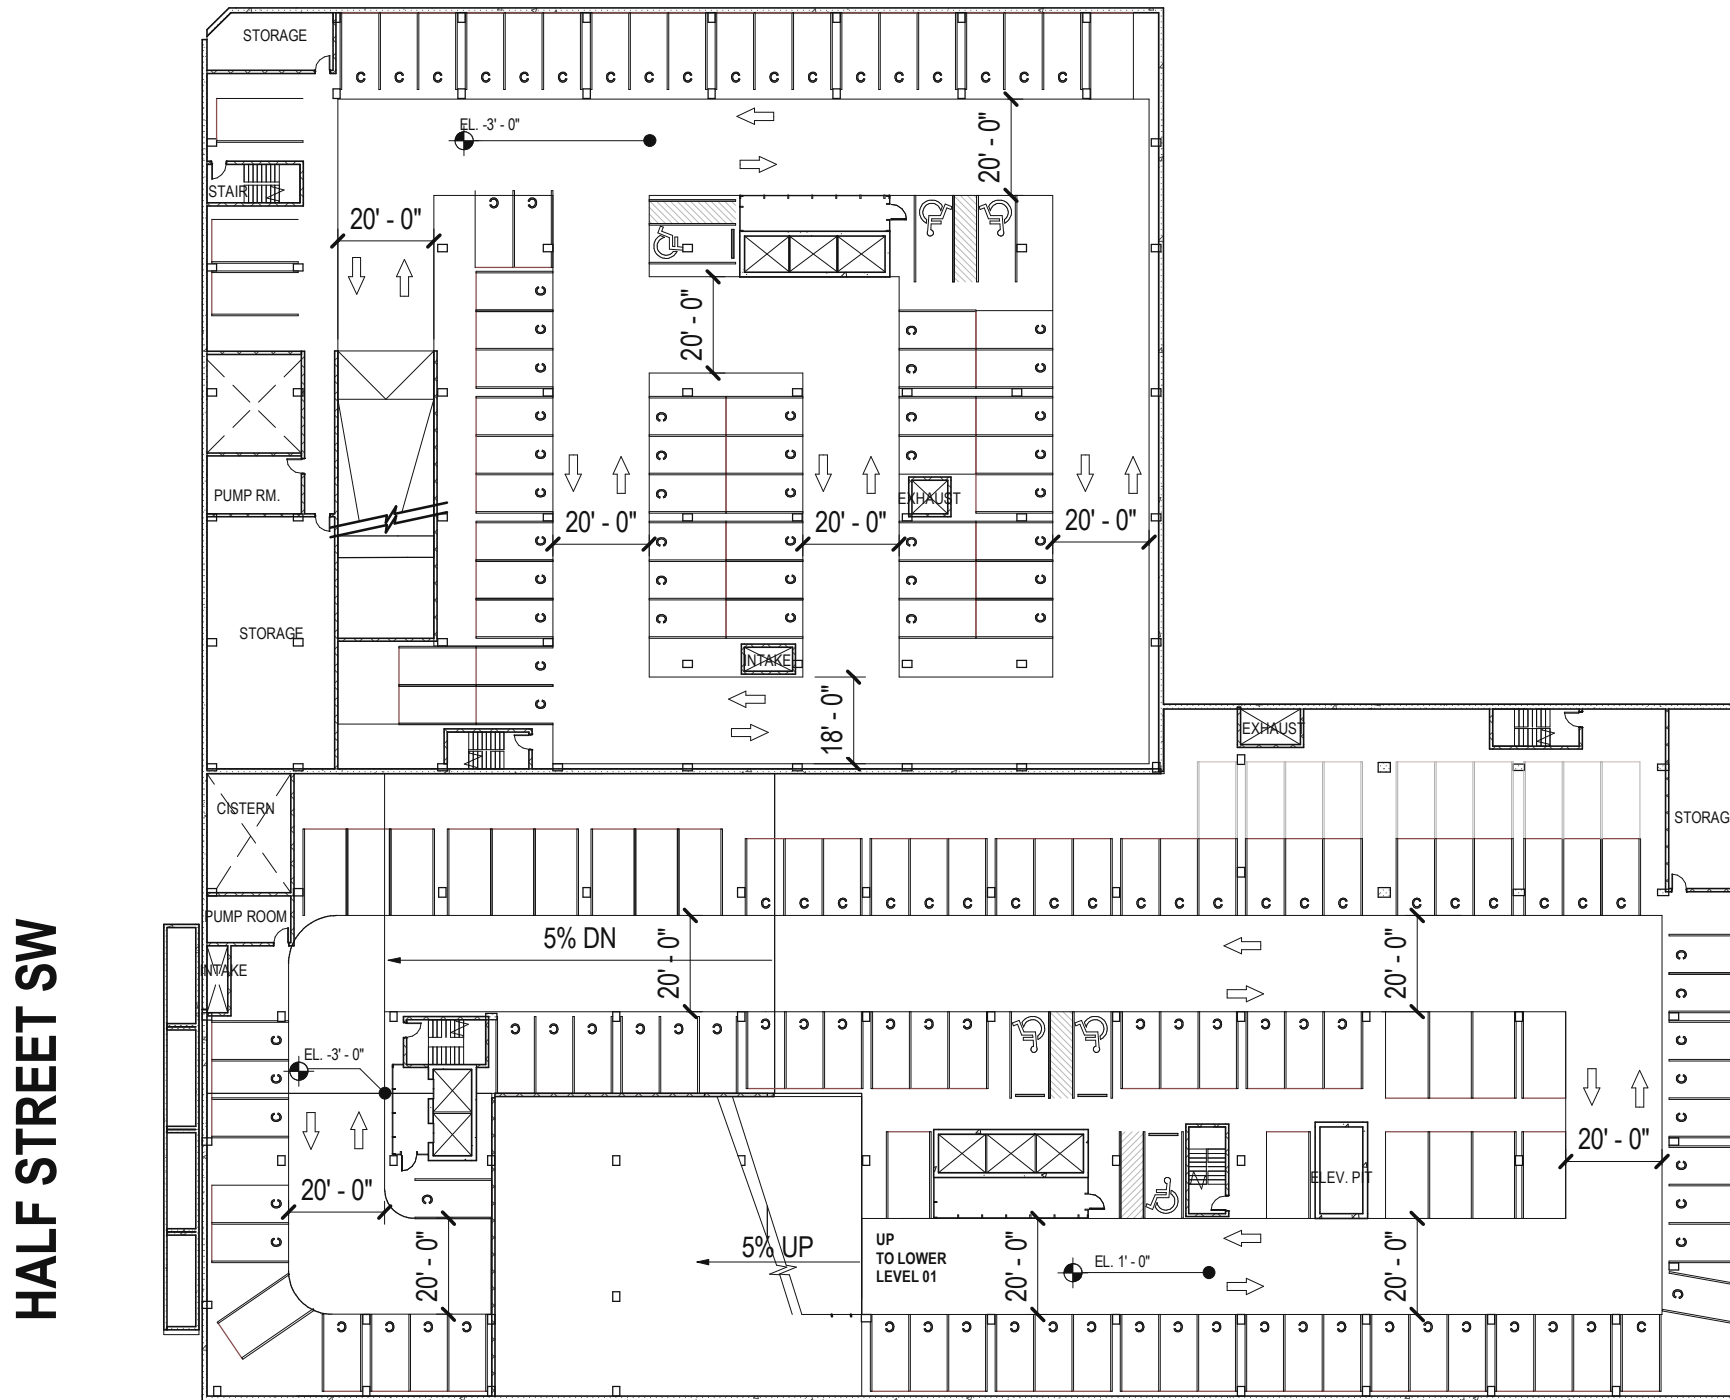 STORAGE
C C C C C C C C C C C C C C C C C C
EL. -3' - 0"
20' - 0"
STAIR
20' - 0"
C C
20' - 0"
C
C C C
C C C
C C C C C
C C C C
C C C C
PUMP RM.
EXHAUST
20' - 0"
20' - 0"
20' - 0"
C C C C C
C C C C C
C C C C C
STORAGE
INTAKE
C
C
18' - 0"
EXHAUST
CISTERN
STORAG
C C C C C C C C C C C C C C C C C C C C C
PUMP ROOM
5% DN
20' - 0"
20' - 0"
INTAKE
C
C
C C C C C C C C C C C C C C C C C C C
C
EL. -3' - 0"
C
C
C
C
20' - 0"
ELEV. PIT
C
C
20' - 0"
C
C
C
C
20' - 0"
5% UP
UP
TO LOWER
LEVEL 01
20' - 0"
EL. 1' - 0"
20' - 0"
C
C
C C C C C C C C C C C C C C C C C C C C C C C C C
HALF STREET SW